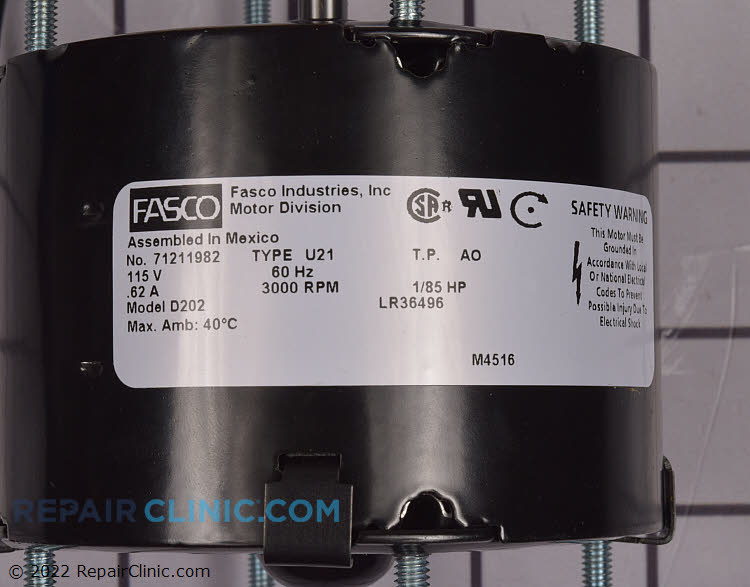 FASCO
Fasco Industries, Inc
Motor Division
SA R
SAFETY WARNING
Assembled In Mexico
This Motor Must Be
Grounded In
Accordance With Local
Or National Electrical
Codes To Prevent
Possible Injury Due To
Electrical Shock
No. 71211982 TYPE U21 T.P. AO
115 V 60 Hz
.62 A 3000 RPM 1/85 HP
Model D202 LR36496
Max. Amb: 40°C
M4516
REPAIRCLINIC.COM
© 2022 RepairClinic.com